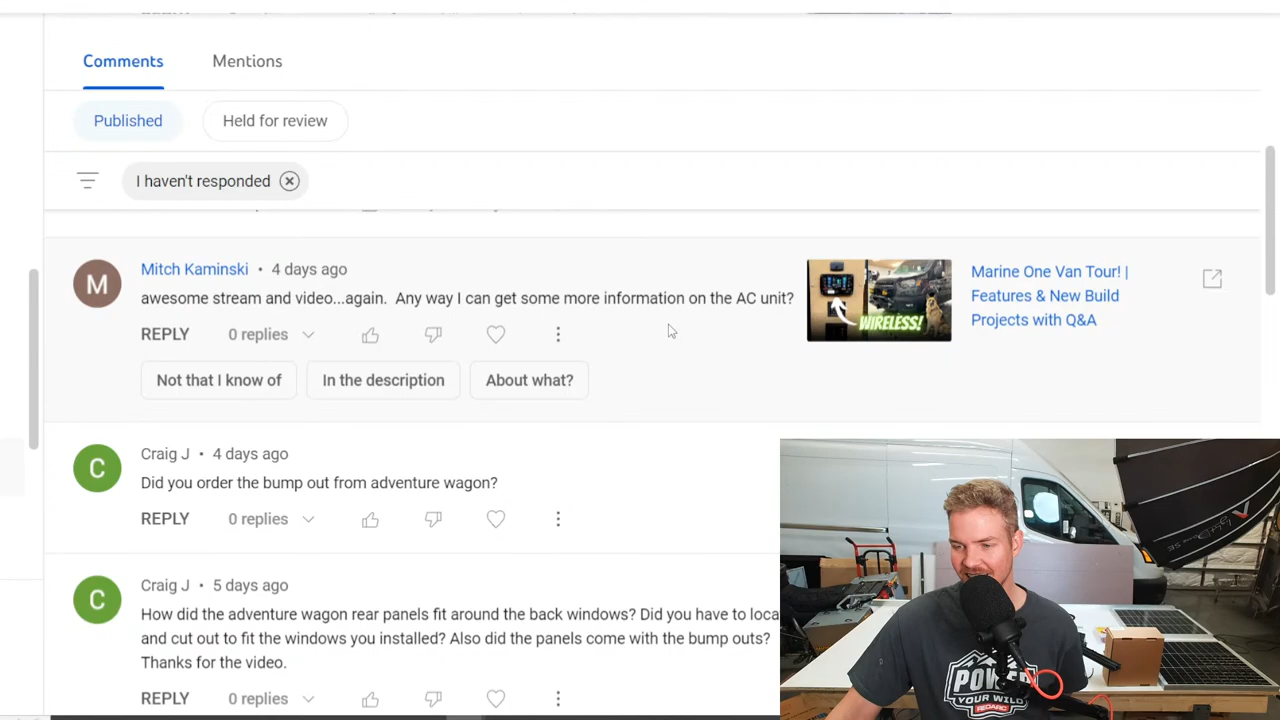 Comments
Mentions
Published
Held for review
I haven't responded
M
Mitch Kaminski • 4 days ago
awesome stream and video...again.  Any way I can get some more information on the AC unit?
REPLY
0 replies
Not that I know of
In the description
About what?
WIRELESS!
Marine One Van Tour! |
Features & New Build
Projects with Q&A
C
Craig J • 4 days ago
Did you order the bump out from adventure wagon?
REPLY
0 replies
C
Craig J • 5 days ago
How did the adventure wagon rear panels fit around the back windows? Did you have to loca
and cut out to fit the windows you installed? Also did the panels come with the bump outs?
Thanks for the video.
REPLY
0 replies
POWER
YOUR WILD
REDARC